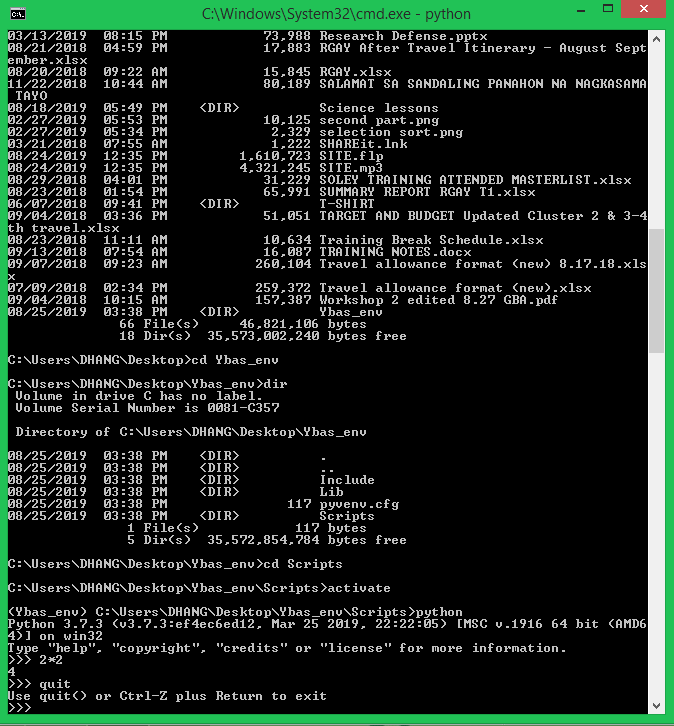 C:\Windows\System32\cmd.exe - python
03/13/2019  08:15 PM            73,988 Research Defense.pptx
08/21/2018  04:59 PM            17,883 RGAY After Travel Itinerary - August Sept
ember.xlsx
08/20/2018  09:22 AM            15,845 RGAY.xlsx
11/22/2018  10:44 AM            80,189 SALAMAT SA SANDALING PANAHON NA NAGKASAMA
 TAYO
08/18/2019  05:49 PM    <DIR>          Science lessons
02/27/2019  05:53 PM            10,125 second part.png
02/27/2019  05:34 PM             2,329 selection sort.png
03/21/2018  07:55 AM             1,222 SHAREit.lnk
08/24/2019  12:35 PM         1,610,723 SITE.flp
08/24/2019  12:35 PM         4,321,245 SITE.mp3
08/29/2018  04:01 PM            31,229 SOLEY TRAINING ATTENDED MASTERLIST.xlsx
08/23/2018  01:54 PM            65,991 SUMMARY REPORT RGAY T1.xlsx
06/07/2018  09:41 PM    <DIR>          T-SHIRT
09/04/2018  03:36 PM            51,051 TARGET AND BUDGET Updated Cluster 2 & 3-4
th travel.xlsx
08/23/2018  11:11 AM            10,634 Training Break Schedule.xlsx
09/13/2018  07:54 AM            16,087 TRAINING NOTES.docx
09/07/2018  09:23 AM           260,104 Travel allowance format (new) 8.17.18.xls
x
07/09/2018  02:34 PM           259,372 Travel allowance format (new).xlsx
09/04/2018  10:15 AM           157,387 Workshop 2 edited 8.27 GBA.pdf
08/25/2019  03:38 PM    <DIR>          Ybas_env
              66 File(s)     46,821,106 bytes
              18 Dir(s)  35,573,002,240 bytes free
C:\Users\DHANG\Desktop>cd Ybas_env
C:\Users\DHANG\Desktop\Ybas_env>dir
 Volume in drive C has no label.
 Volume Serial Number is 0081-C357
 Directory of C:\Users\DHANG\Desktop\Ybas_env
08/25/2019  03:38 PM    <DIR>          .
08/25/2019  03:38 PM    <DIR>          ..
08/25/2019  03:38 PM    <DIR>          Include
08/25/2019  03:38 PM    <DIR>          Lib
08/25/2019  03:38 PM               117 pyvenv.cfg
08/25/2019  03:38 PM    <DIR>          Scripts
               1 File(s)            117 bytes
               5 Dir(s)  35,572,854,784 bytes free
C:\Users\DHANG\Desktop\Ybas_env>cd Scripts
C:\Users\DHANG\Desktop\Ybas_env\Scripts>activate
(Ybas_env) C:\Users\DHANG\Desktop\Ybas_env\Scripts>python
Python 3.7.3 (v3.7.3:ef4ec6ed12, Mar 25 2019, 22:22:05) [MSC v.1916 64 bit (AMD6
4)] on win32
Type "help", "copyright", "credits" or "license" for more information.
>>> 2*2
4
>>> quit
Use quit() or Ctrl-Z plus Return to exit
>>>